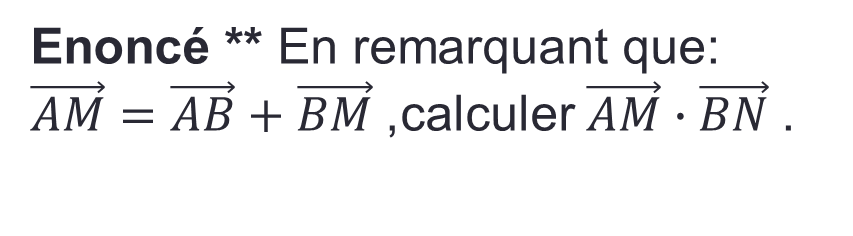 Enoncé ** En remarquant que:
$\overrightarrow{AM} = \overrightarrow{AB} + \overrightarrow{BM}$ ,calculer $\overrightarrow{AM} \cdot \overrightarrow{BN}$ .